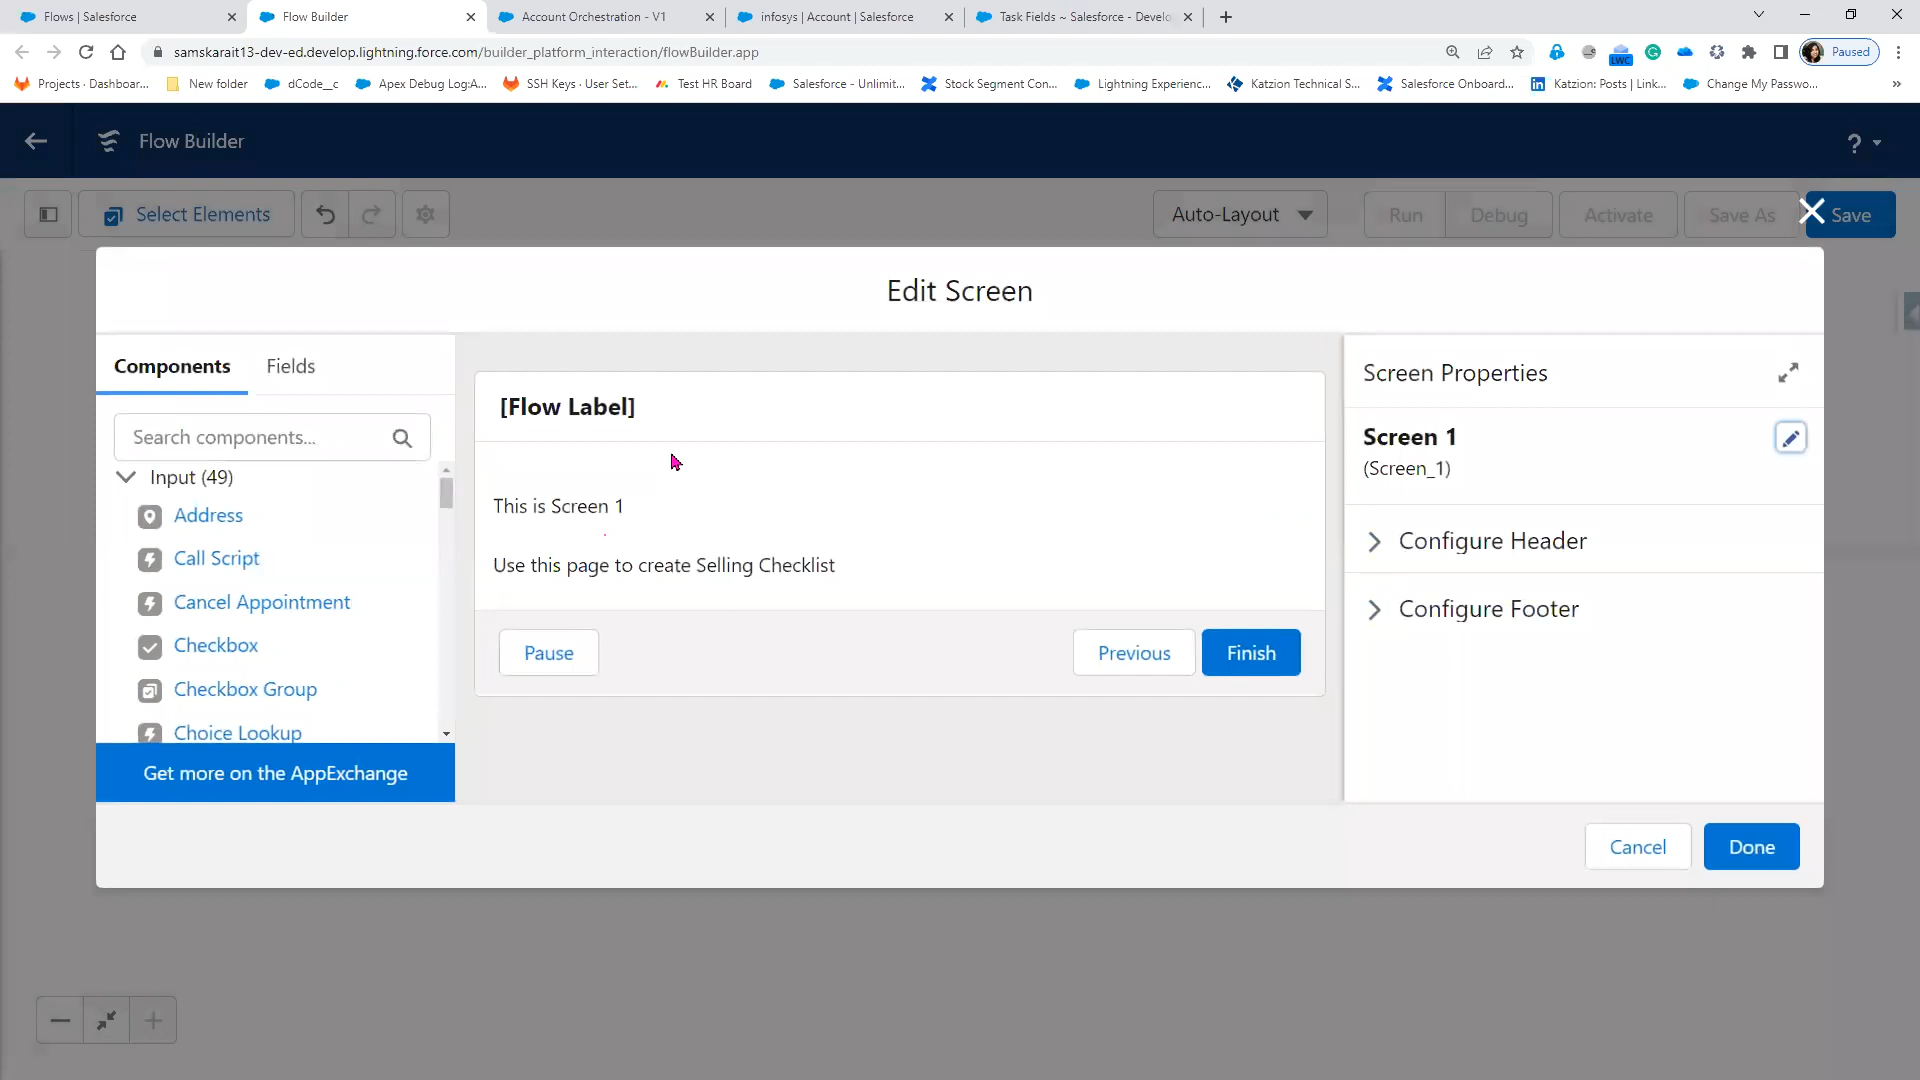 Flows | Salesforce
Flow Builder
Account Orchestration - V1
infosys | Account | Salesforce
Task Fields ~ Salesforce - Develo
samskarait13-dev-ed.develop.lightning.force.com/builder_platform_interaction/flowBuilder.app
LWC
Paused
Projects · Dashboar...
New folder
dCode__c
Apex Debug Log:A...
SSH Keys · User Set...
Test HR Board
Salesforce - Unlimit...
Stock Segment Con...
Lightning Experienc...
Katzion Technical S...
Salesforce Onboard...
Katzion: Posts | Link...
Change My Passwo...
Flow Builder
?
Select Elements
Auto-Layout
Run
Debug
Activate
Save As
Save
Edit Screen
Components
Fields
Search components...
Input (49)
Address
Call Script
Cancel Appointment
Checkbox
Checkbox Group
Choice Lookup
Get more on the AppExchange
[Flow Label]
This is Screen 1
Use this page to create Selling Checklist
Pause
Previous
Finish
Screen Properties
Screen 1
(Screen_1)
Configure Header
Configure Footer
Cancel
Done